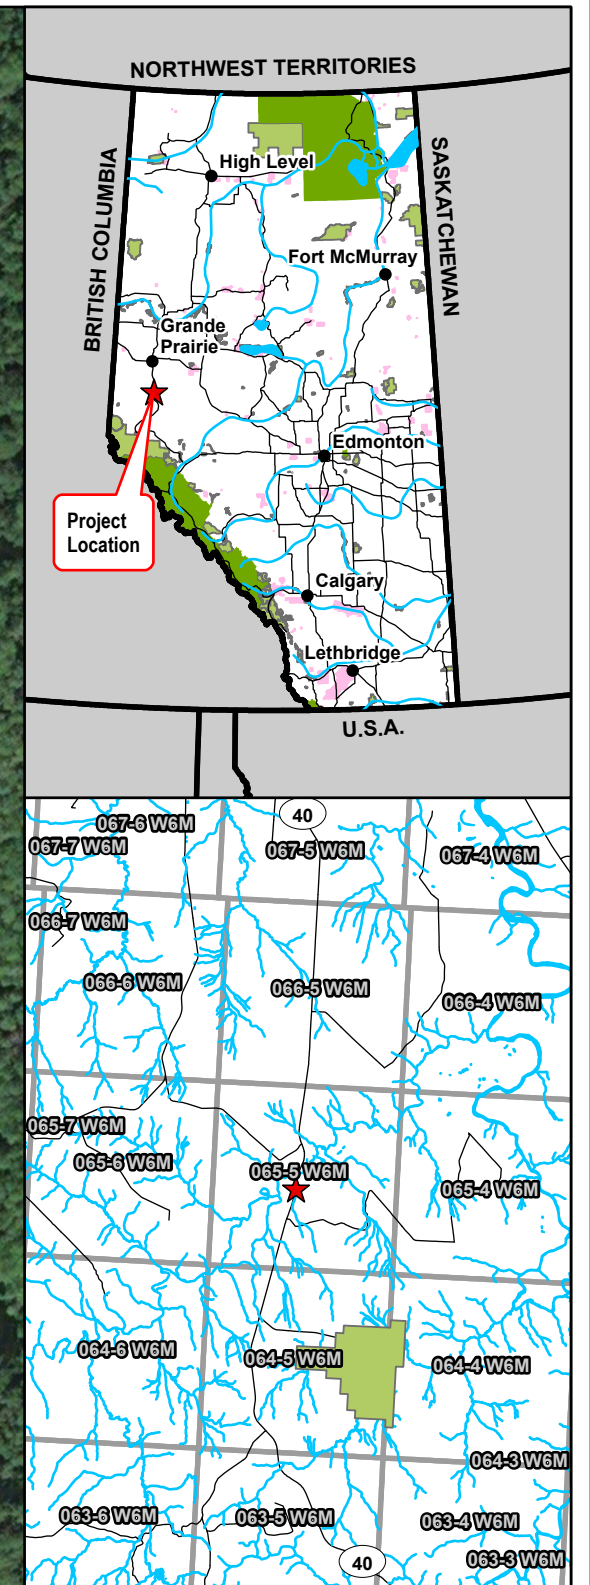 NORTHWEST TERRITORIES
BRITISH COLUMBIA
SASKATCHEWAN
High Level
Fort McMurray
Grande
Prairie
Edmonton
Project
Location
Calgary
Lethbridge
U.S.A.
40
067-6 W6M
067-7 W6M
067-5 W6M
067-4 W6M
066-7 W6M
066-6 W6M
066-5 W6M
066-4 W6M
065-7 W6M
065-6 W6M
065-5 W6M
065-4 W6M
064-6 W6M
064-5 W6M
064-4 W6M
064-3 W6M
063-6 W6M
063-5 W6M
063-4 W6M
40
063-3 W6M